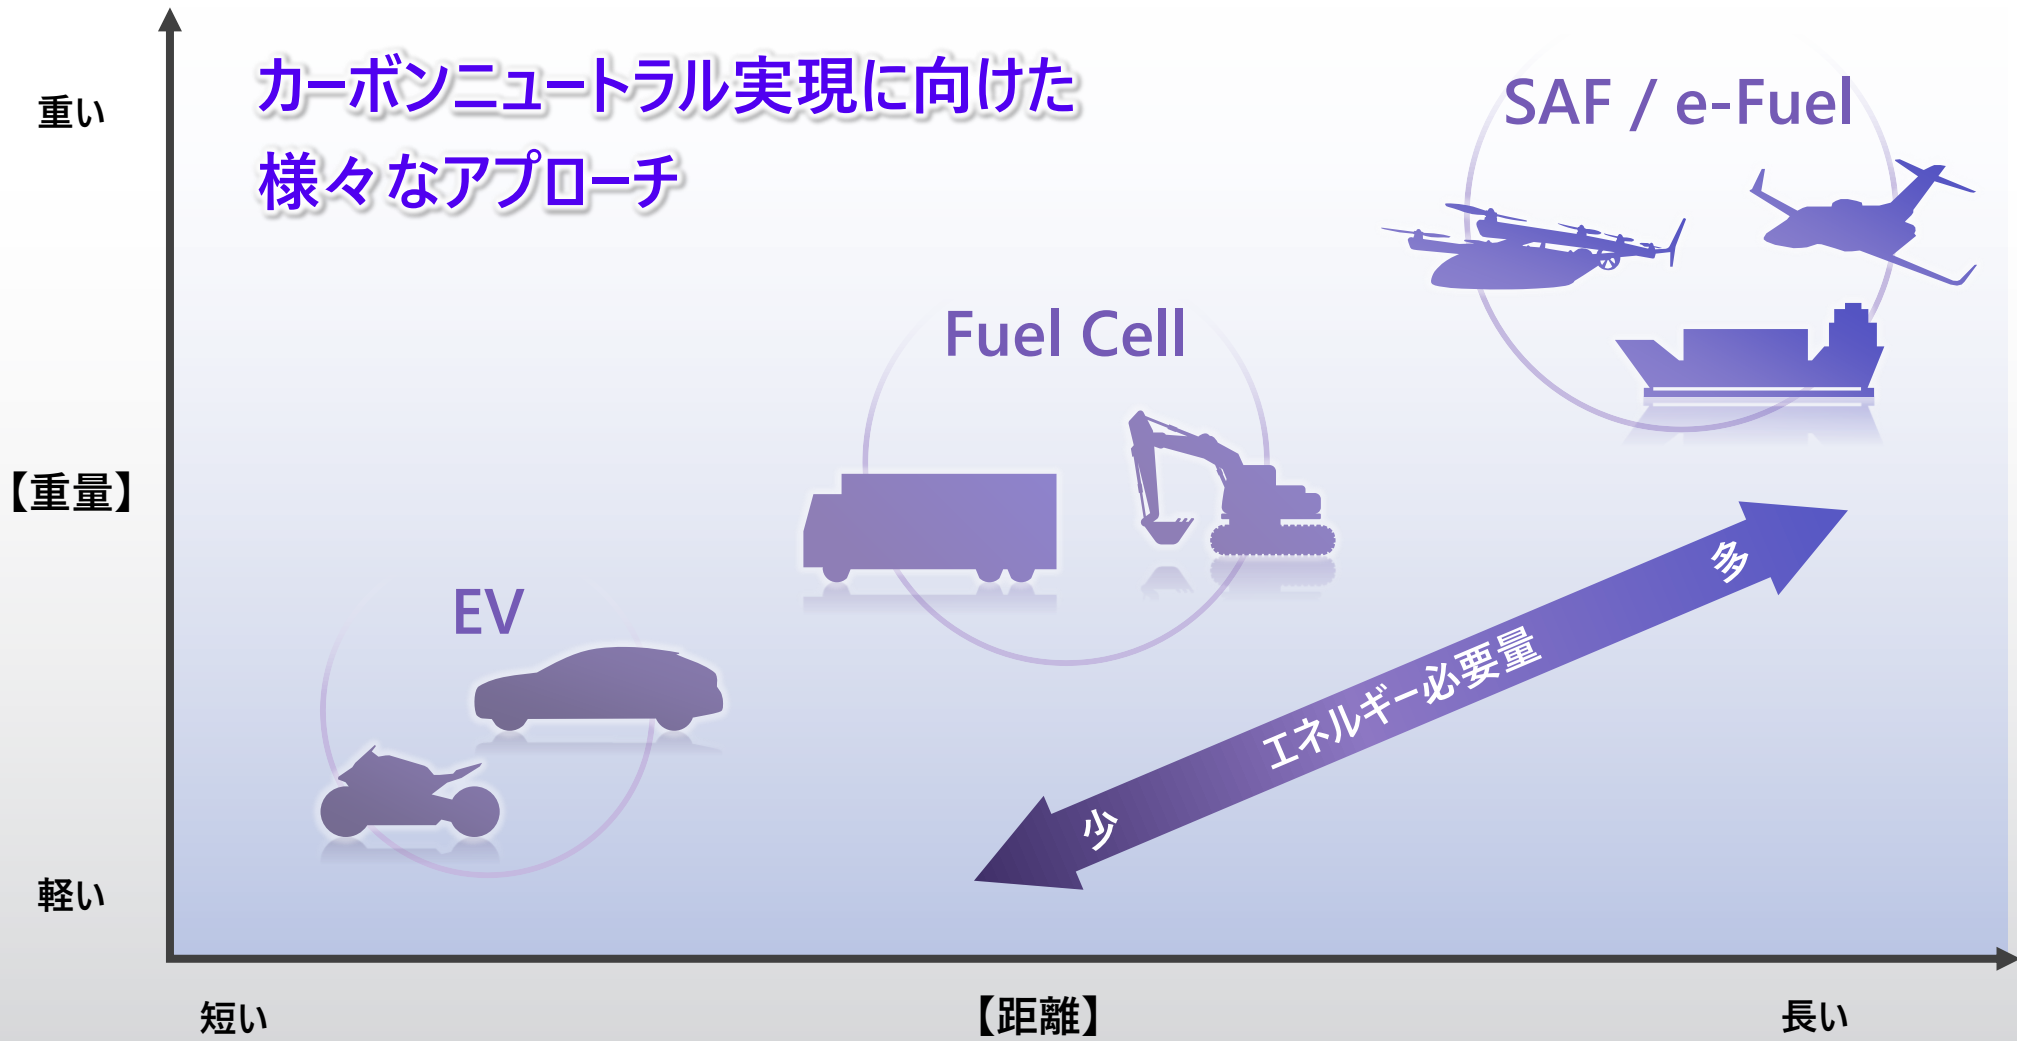 カーボンニュートラル実現に向けた
様々なアプローチ
重い
SAF / e-Fuel
Fuel Cell
【重量】
多
エネルギー必要量
少
EV
軽い
短い
【距離】
長い